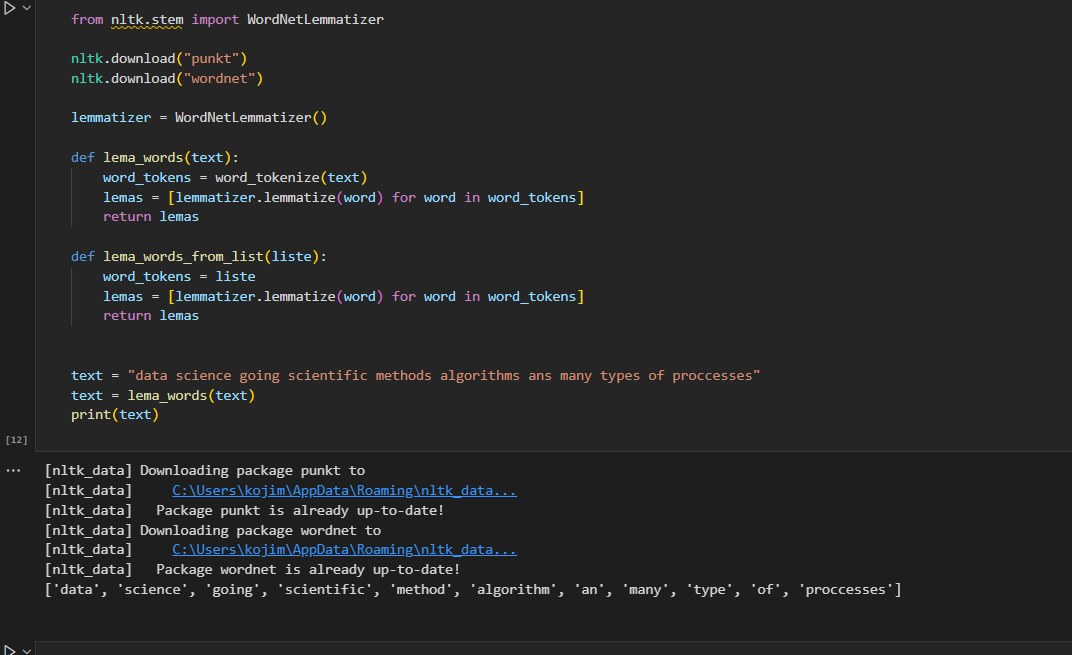 from nltk.stem import WordNetLemmatizer
nltk.download("punkt")
nltk.download("wordnet")
lemmatizer = WordNetLemmatizer()
def lema_words(text):
word_tokens = word_tokenize(text)
lemas = [lemmatizer.lemmatize(word) for word in word_tokens]
return lemas
def lema_words_from_list(liste):
word_tokens = liste
lemas = [lemmatizer.lemmatize(word) for word in word_tokens]
return lemas
text = "data science going scientific methods algorithms ans many types of proccesses"
text = lema_words(text)
print(text)
[12]
...
[nltk_data] Downloading package punkt to
[nltk_data] C:\Users\kojim\AppData\Roaming\nltk_data...
[nltk_data] Package punkt is already up-to-date!
[nltk_data] Downloading package wordnet to
[nltk_data] C:\Users\kojim\AppData\Roaming\nltk_data...
[nltk_data] Package wordnet is already up-to-date!
['data', 'science', 'going', 'scientific', 'method', 'algorithm', 'an', 'many', 'type', 'of', 'proccesses']